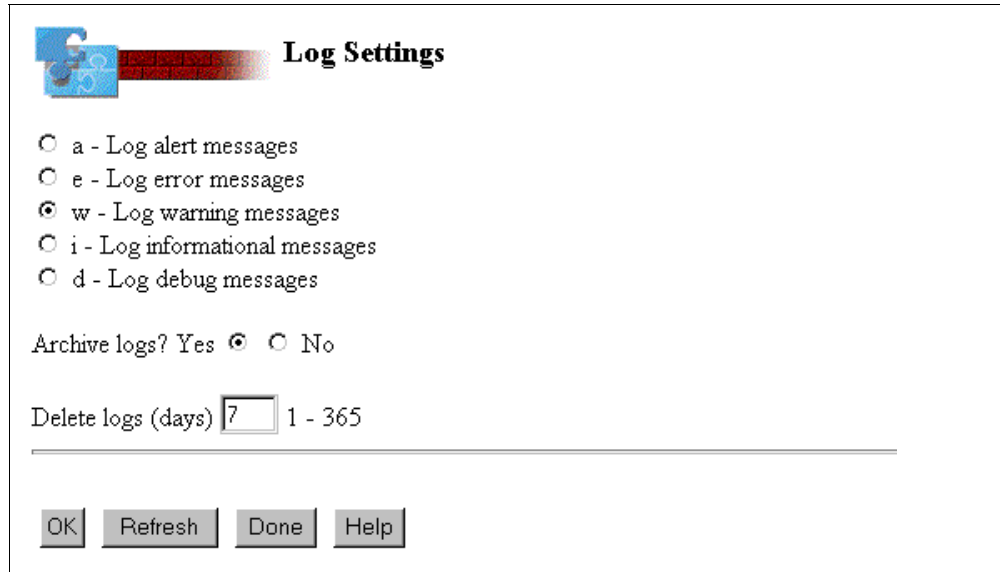 Log Settings
a - Log alert messages
e - Log error messages
w - Log warning messages
i - Log informational messages
d - Log debug messages
Archive logs? Yes No
Delete logs (days) 7 1 - 365
OK Refresh Done Help